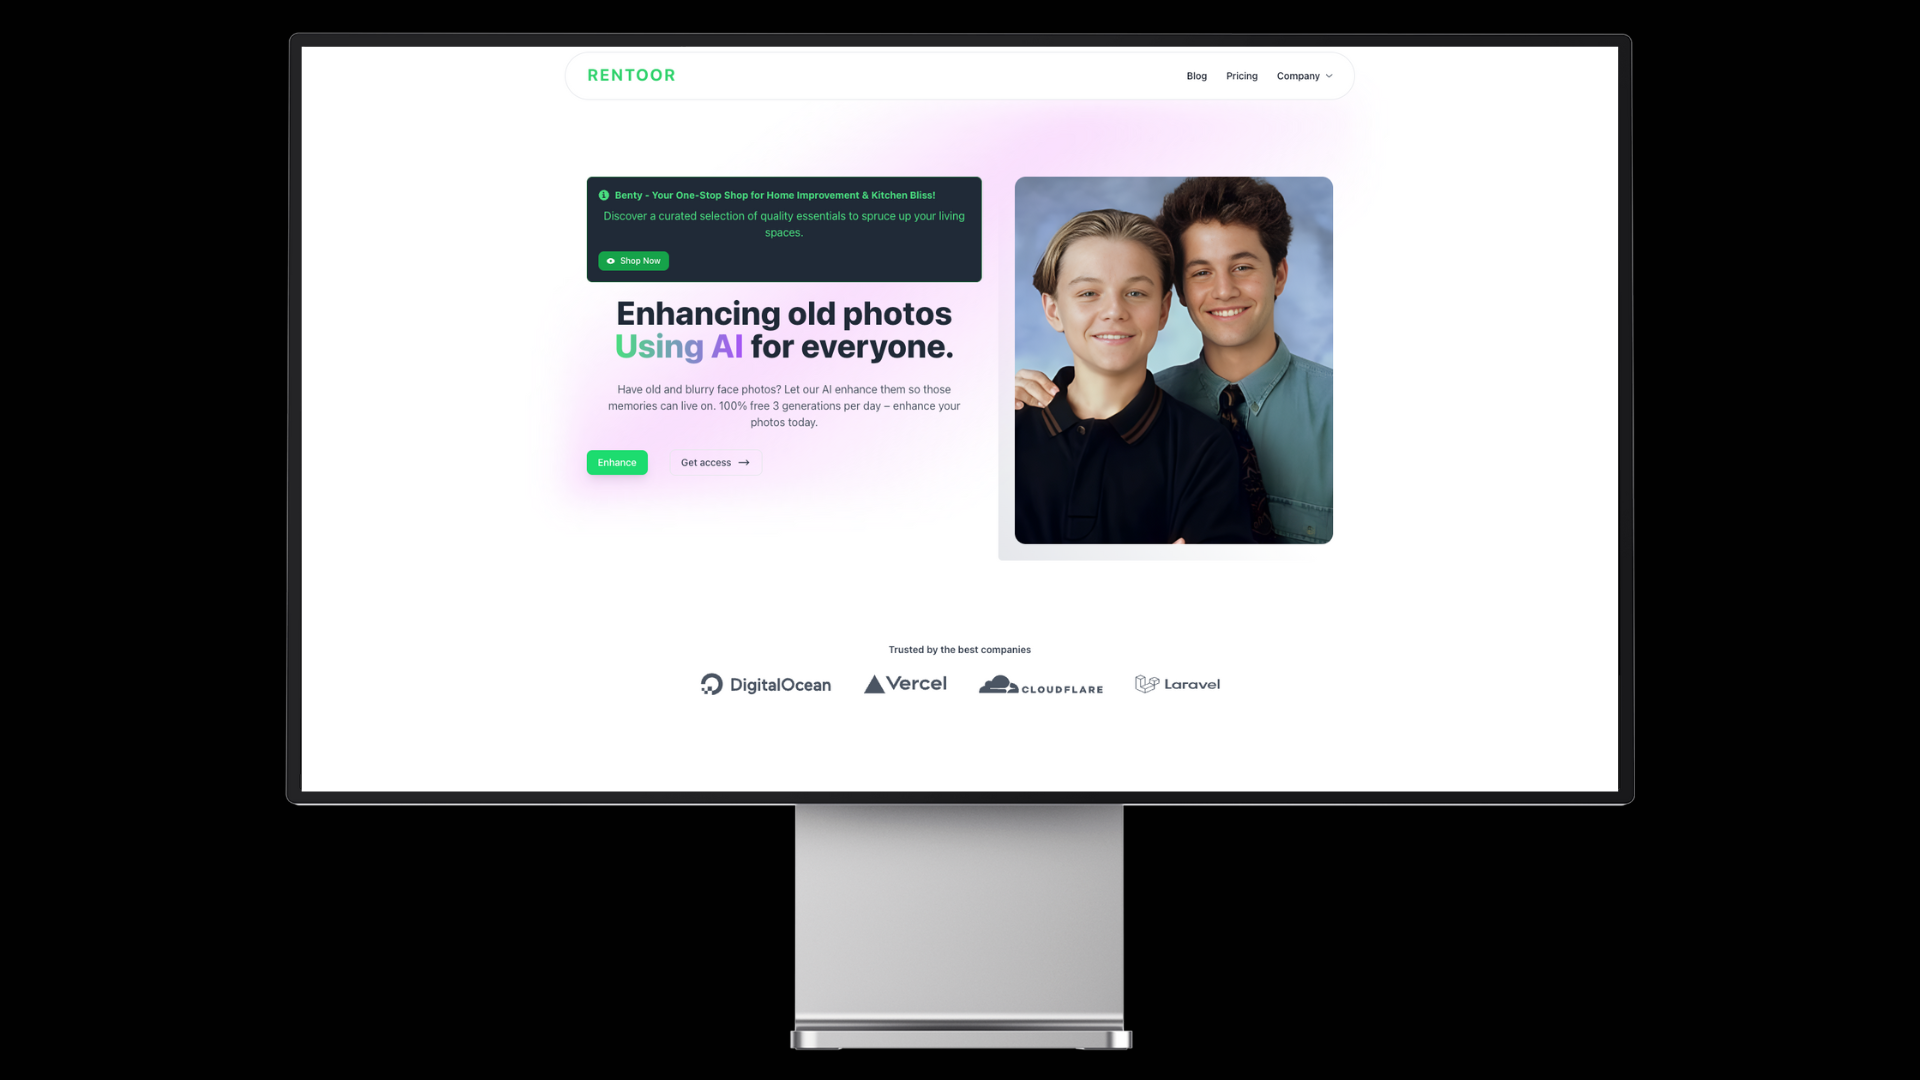 RENTOOR
Blog Pricing Company
Benty - Your One-Stop Shop for Home Improvement & Kitchen Bliss!
Discover a curated selection of quality essentials to spruce up your living
spaces.
Shop Now
Enhancing old photos
Using AI for everyone.
Have old and blurry face photos? Let our AI enhance them so those
memories can live on. 100% free 3 generations per day – enhance your
photos today.
Enhance Get access →
Trusted by the best companies
DigitalOcean Vercel CLOUDFLARE Laravel